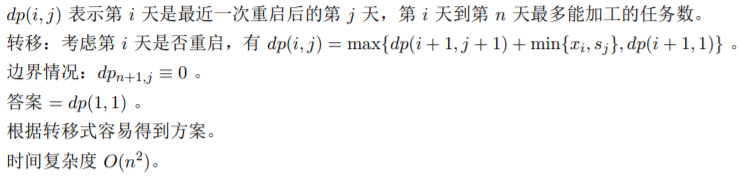 dp(i, j) 表示第 i 天是最近一次重启后的第 j 天，第 i 天到第 n 天最多能加工的任务数。
转移：考虑第 i 天是否重启，有 dp(i, j) = max{dp(i + 1, j + 1) + min{x_i, s_j}, dp(i + 1, 1)} 。
边界情况：dp_{n+1,j} ≡ 0 。
答案 = dp(1, 1) 。
根据转移式容易得到方案。
时间复杂度 O(n²)。